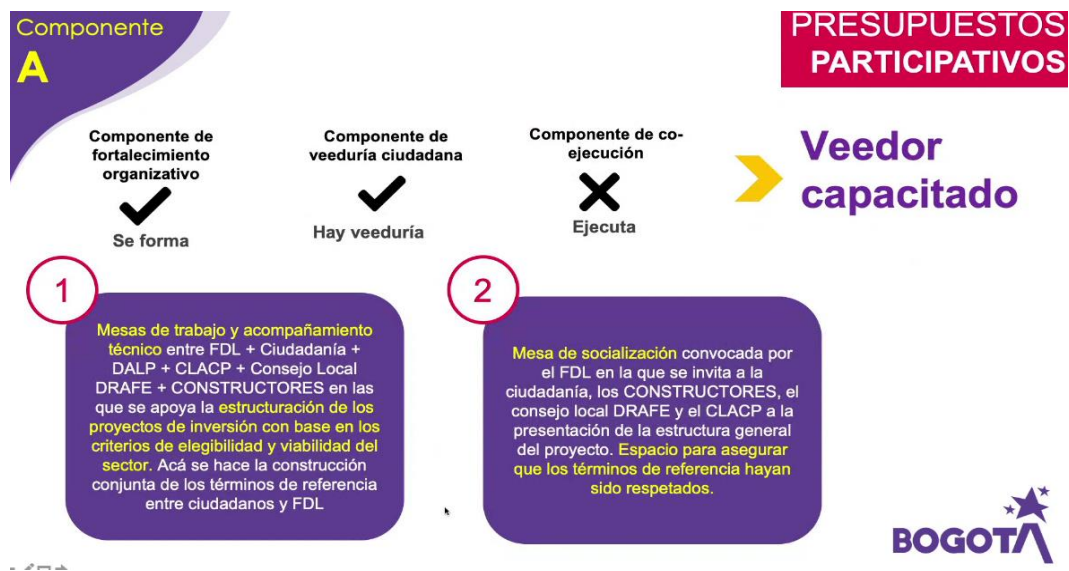 Componente
A
PRESUPUESTOS
PARTICIPATIVOS
Componente de
fortalecimiento
organizativo
Se forma
Componente de
veeduría ciudadana
Hay veeduría
Componente de co-
ejecución
Ejecuta
Veedor
capacitado
1
Mesas de trabajo y acompañamiento
técnico entre FDL + Ciudadanía +
DALP + CLACP + Consejo Local
DRAFE + CONSTRUCTORES en las
que se apoya la estructuración de los
proyectos de inversión con base en los
criterios de elegibilidad y viabilidad del
sector. Acá se hace la construcción
conjunta de los términos de referencia
entre ciudadanos y FDL
2
Mesa de socialización convocada por
el FDL en la que se invita a la
ciudadanía, los CONSTRUCTORES, el
consejo local DRAFE y el CLACP a la
presentación de la estructura general
del proyecto. Espacio para asegurar
que los términos de referencia hayan
sido respetados.
BOGOTA